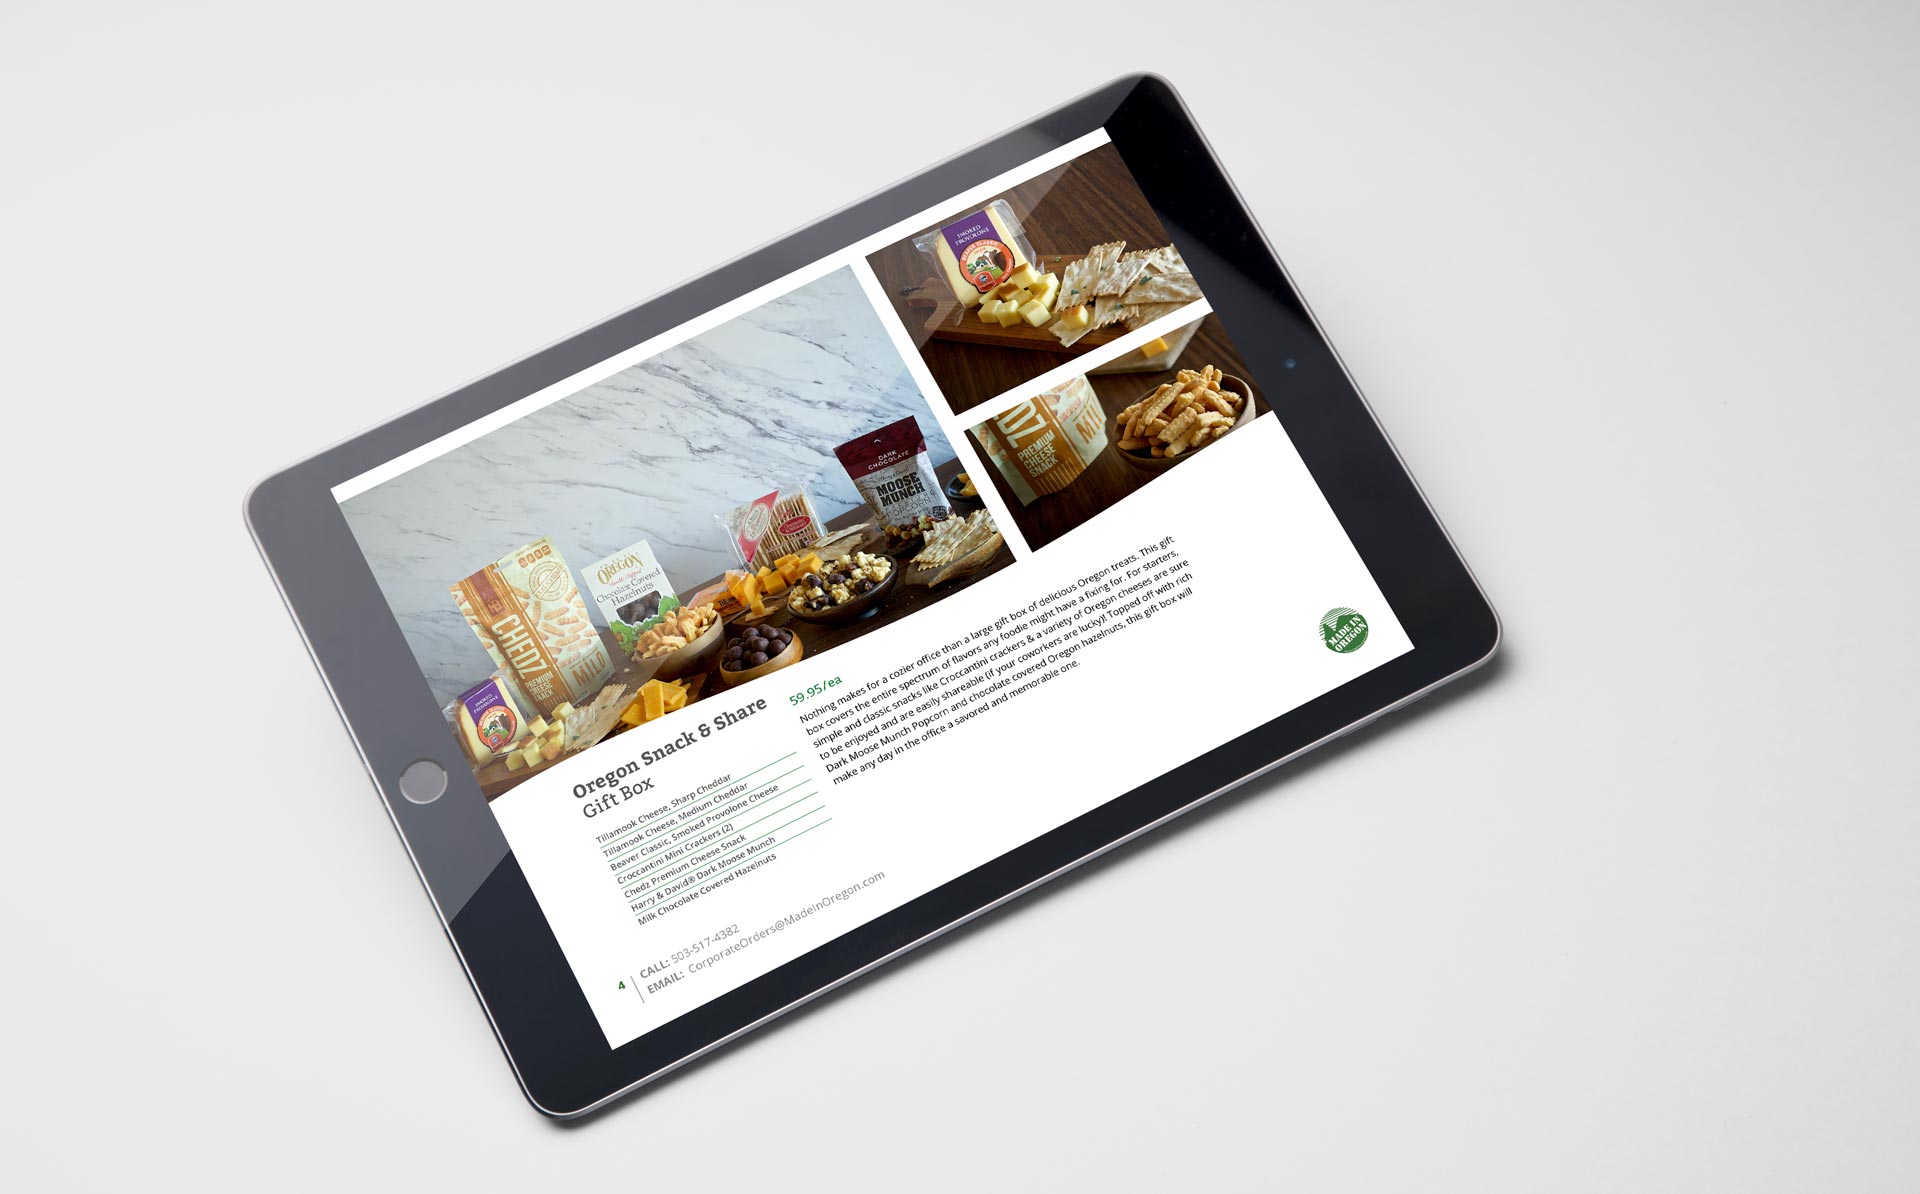 SMOKED
PROVOLONE
BEAVER CLASSIC
PREMIUM
CHEESE
SNACK
MILD
DARK
CHOCOLATE
MOOSE
MUNCH
POPCORN
OREGON
Chocolate Covered
Hazelnuts
CHEDZ
PREMIUM
CHEESE
SNACK
MILD
SMOKED
PROVOLONE
Oregon Snack & Share
Gift Box
Tillamook Cheese, Sharp Cheddar
Tillamook Cheese, Medium Cheddar
Beaver Classic, Smoked Provolone Cheese
Croccantini Mini Crackers (2)
Chedz Premium Cheese Snack
Harry & David® Dark Moose Munch
Milk Chocolate Covered Hazelnuts
59.95/ea
Nothing makes for a cozier office than a large gift box of delicious Oregon treats. This gift
box covers the entire spectrum of flavors any foodie might have a fixing for. For starters,
simple and classic snacks like Croccantini crackers & a variety of Oregon cheeses are sure
to be enjoyed and are easily shareable (if your coworkers are lucky)! Topped off with rich
Dark Moose Munch Popcorn and chocolate covered Oregon hazelnuts, this gift box will
make any day in the office a savored and memorable one.
MADE IN
OREGON
4
CALL: 503-517-4382
EMAIL: CorporateOrders@MadeInOregon.com